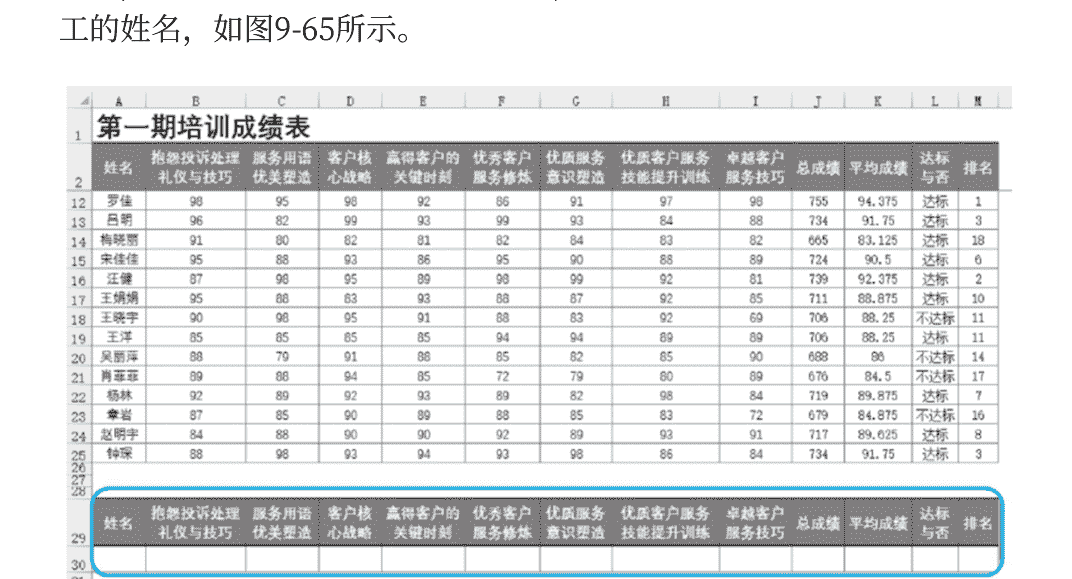 工的姓名，如图9-65所示。
A B C D E F G H I J K L M
1 第一期培训成绩表
姓名 抱怨投诉处理 服务用语 客户核 赢得客户的 优秀客户 优质服务 优质客户服务 卓越客户 总成绩 平均成绩 达标 排名
2 礼仪与技巧 优美塑造 心战略 关键时刻 服务修炼 意识塑造 技能提升训练 服务技巧 与否
12 罗佳 98 95 98 92 86 91 97 98 755 94.375 达标 1
13 吕明 96 82 99 93 99 93 84 88 734 91.75 达标 3
14 梅晓丽 91 80 82 81 82 84 83 82 665 83.125 达标 18
15 宋佳佳 95 88 93 86 95 90 88 89 724 90.5 达标 6
16 汪健 87 98 95 89 98 99 92 81 739 92.375 达标 2
17 王娟娟 95 88 83 93 88 87 92 85 711 88.875 达标 10
18 王晓宇 90 98 95 91 88 83 92 69 706 88.25 不达标 11
19 王洋 85 85 85 85 94 94 89 89 706 88.25 达标 11
20 吴丽萍 88 79 91 88 85 82 85 90 688 86 不达标 14
21 肖菲菲 89 88 94 85 72 79 80 89 676 84.5 不达标 17
22 杨林 92 89 92 93 89 82 98 84 719 89.875 达标 7
23 章岩 87 85 90 89 88 85 83 72 679 84.875 不达标 16
24 赵明宇 84 88 90 90 92 89 93 91 717 89.625 达标 8
25 钟琛 88 98 93 94 93 98 86 84 734 91.75 达标 3
26
27
28
姓名 抱怨投诉处理 服务用语 客户核 赢得客户的 优秀客户 优质服务 优质客户服务 卓越客户 总成绩 平均成绩 达标 排名
29 礼仪与技巧 优美塑造 心战略 关键时刻 服务修炼 意识塑造 技能提升训练 服务技巧 与否
30